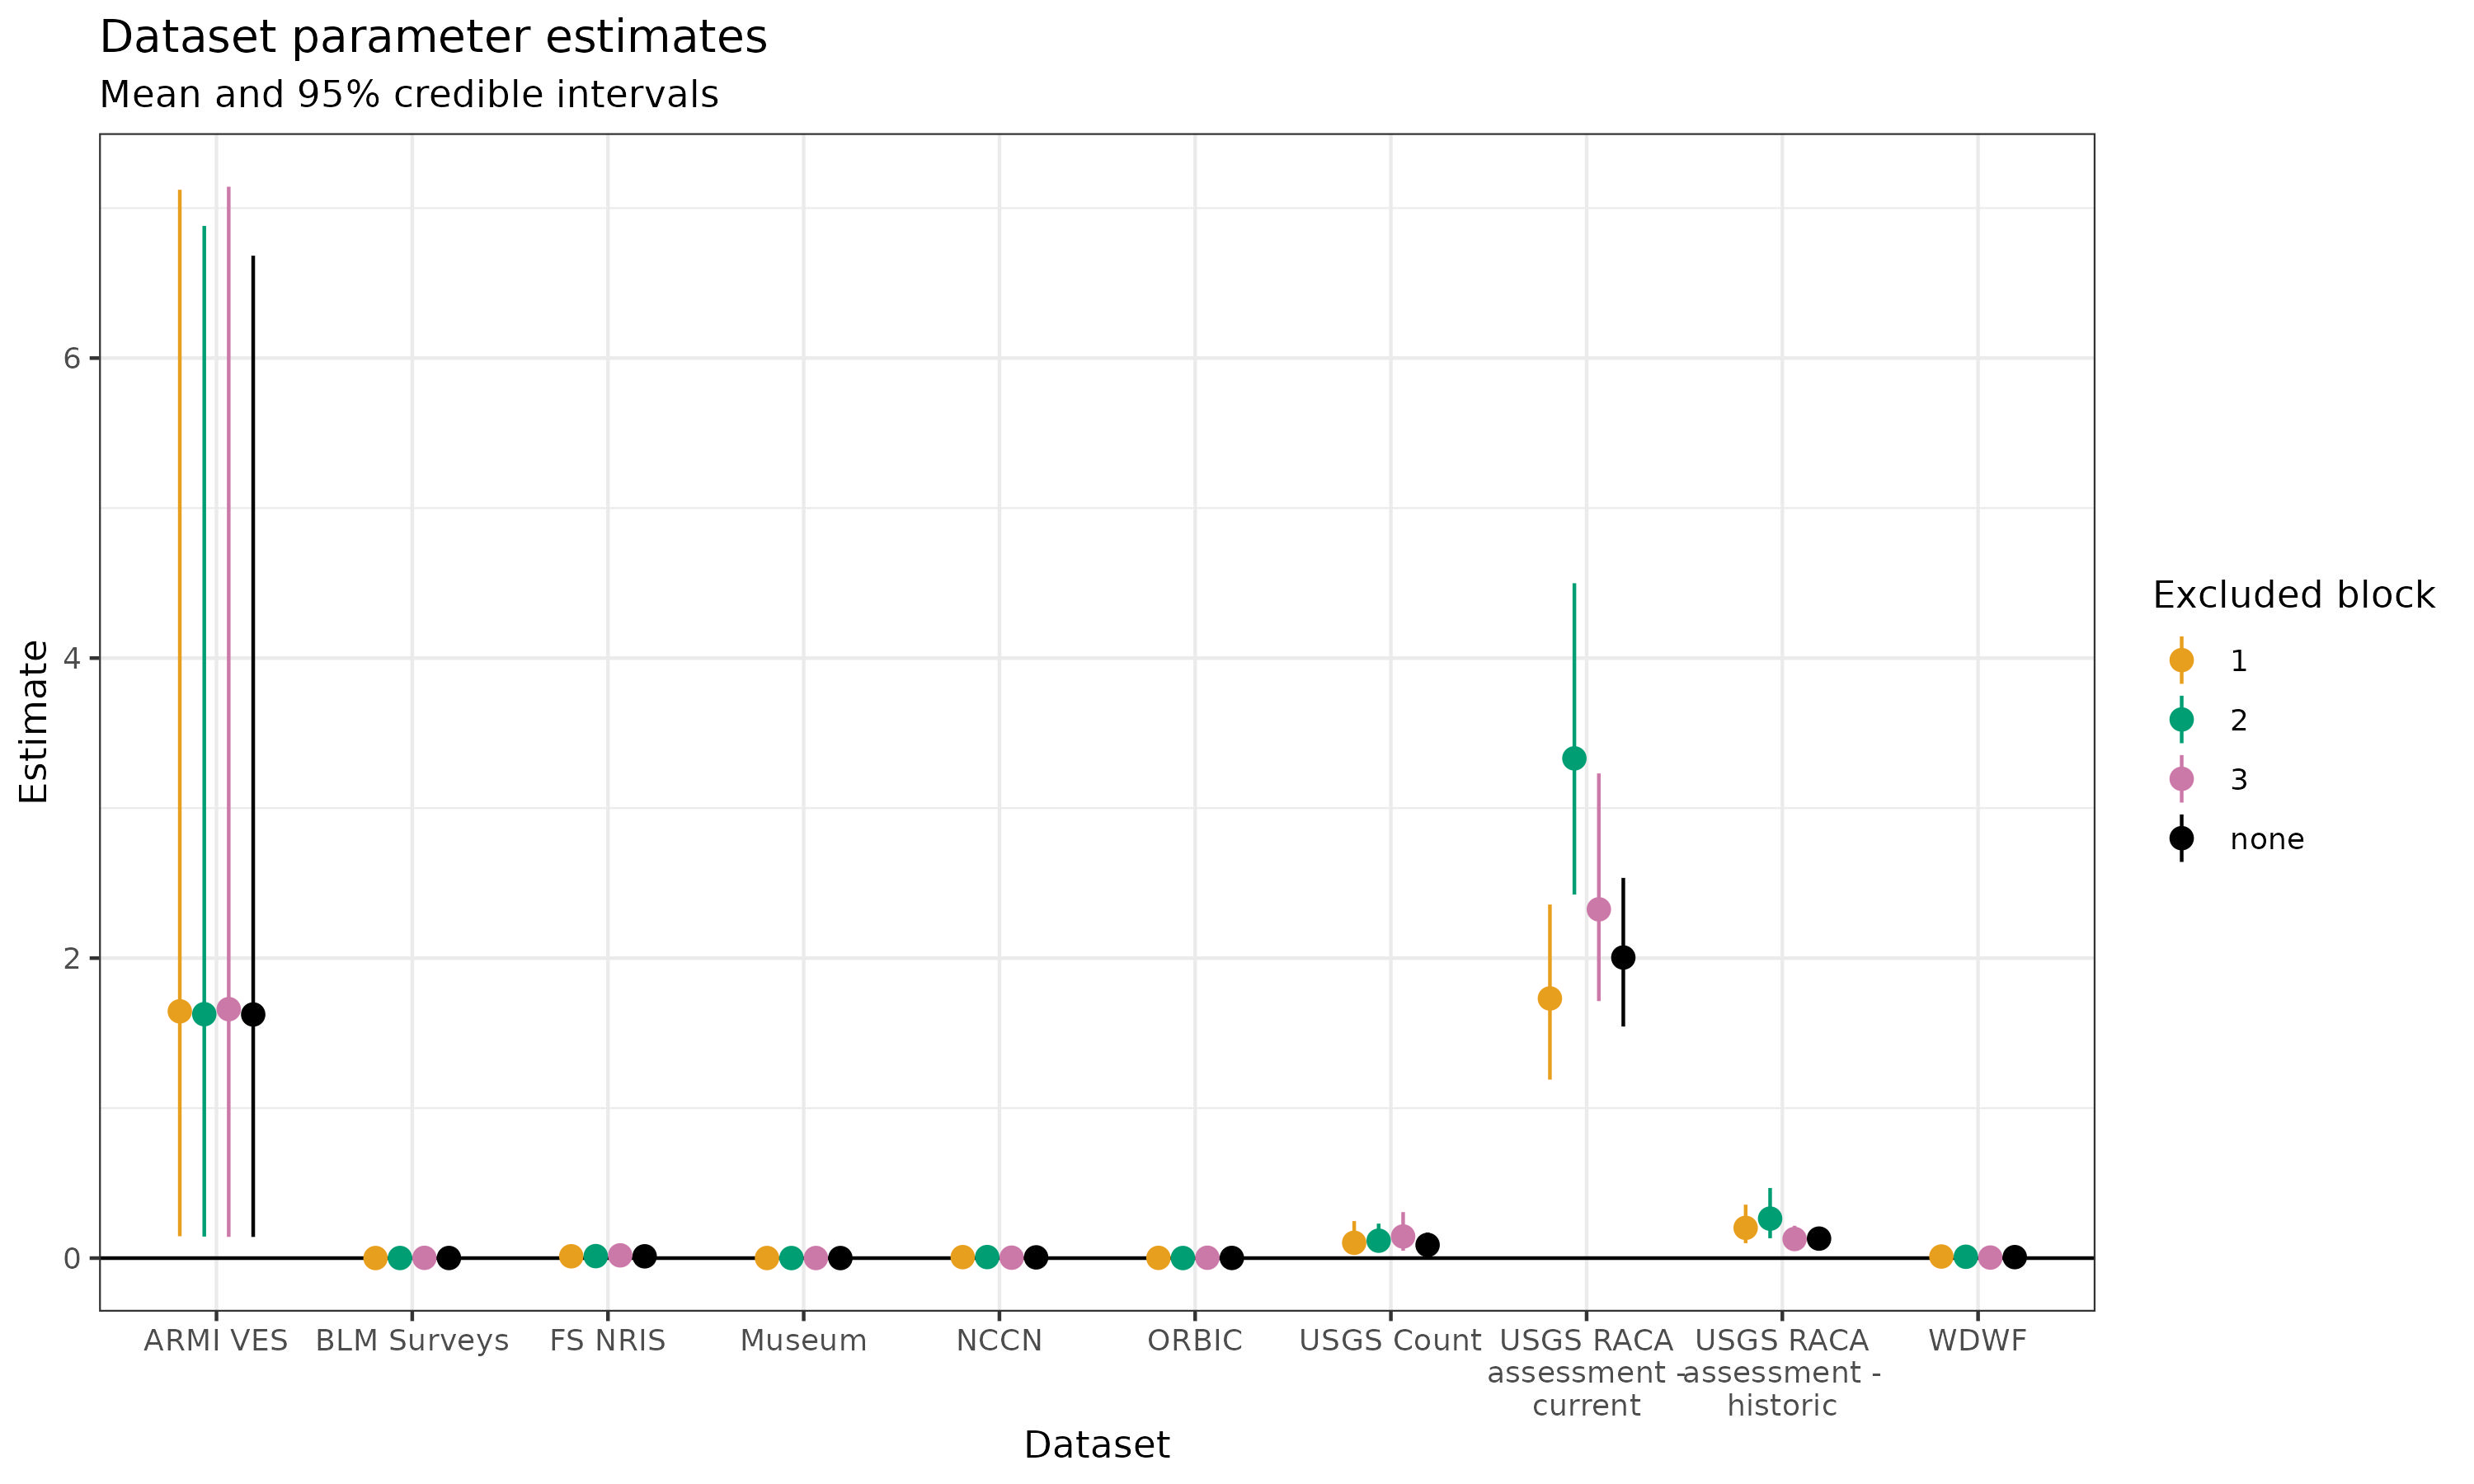 Dataset parameter estimates
Mean and 95% credible intervals
Estimate
6
4
2
0
ARMI VES
BLM Surveys
FS NRIS
Museum
NCCN
ORBIC
USGS Count
USGS RACA
assessment -
current
USGS RACA
assessment -
historic
WDWF
Dataset
Excluded block
1
2
3
none